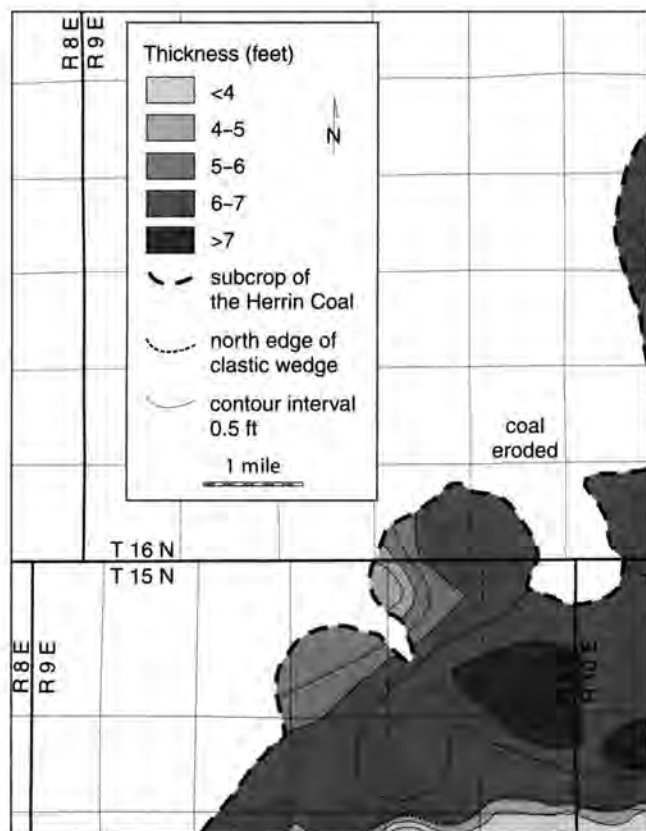 R 8 E
R 9 E
Thickness (feet)
<4
4–5
5–6
6–7
>7
N
subcrop of
the Herrin Coal
north edge of
clastic wedge
contour interval
0.5 ft
1 mile
coal
eroded
T 16 N
T 15 N
R 8 E
R 9 E
R 10 E